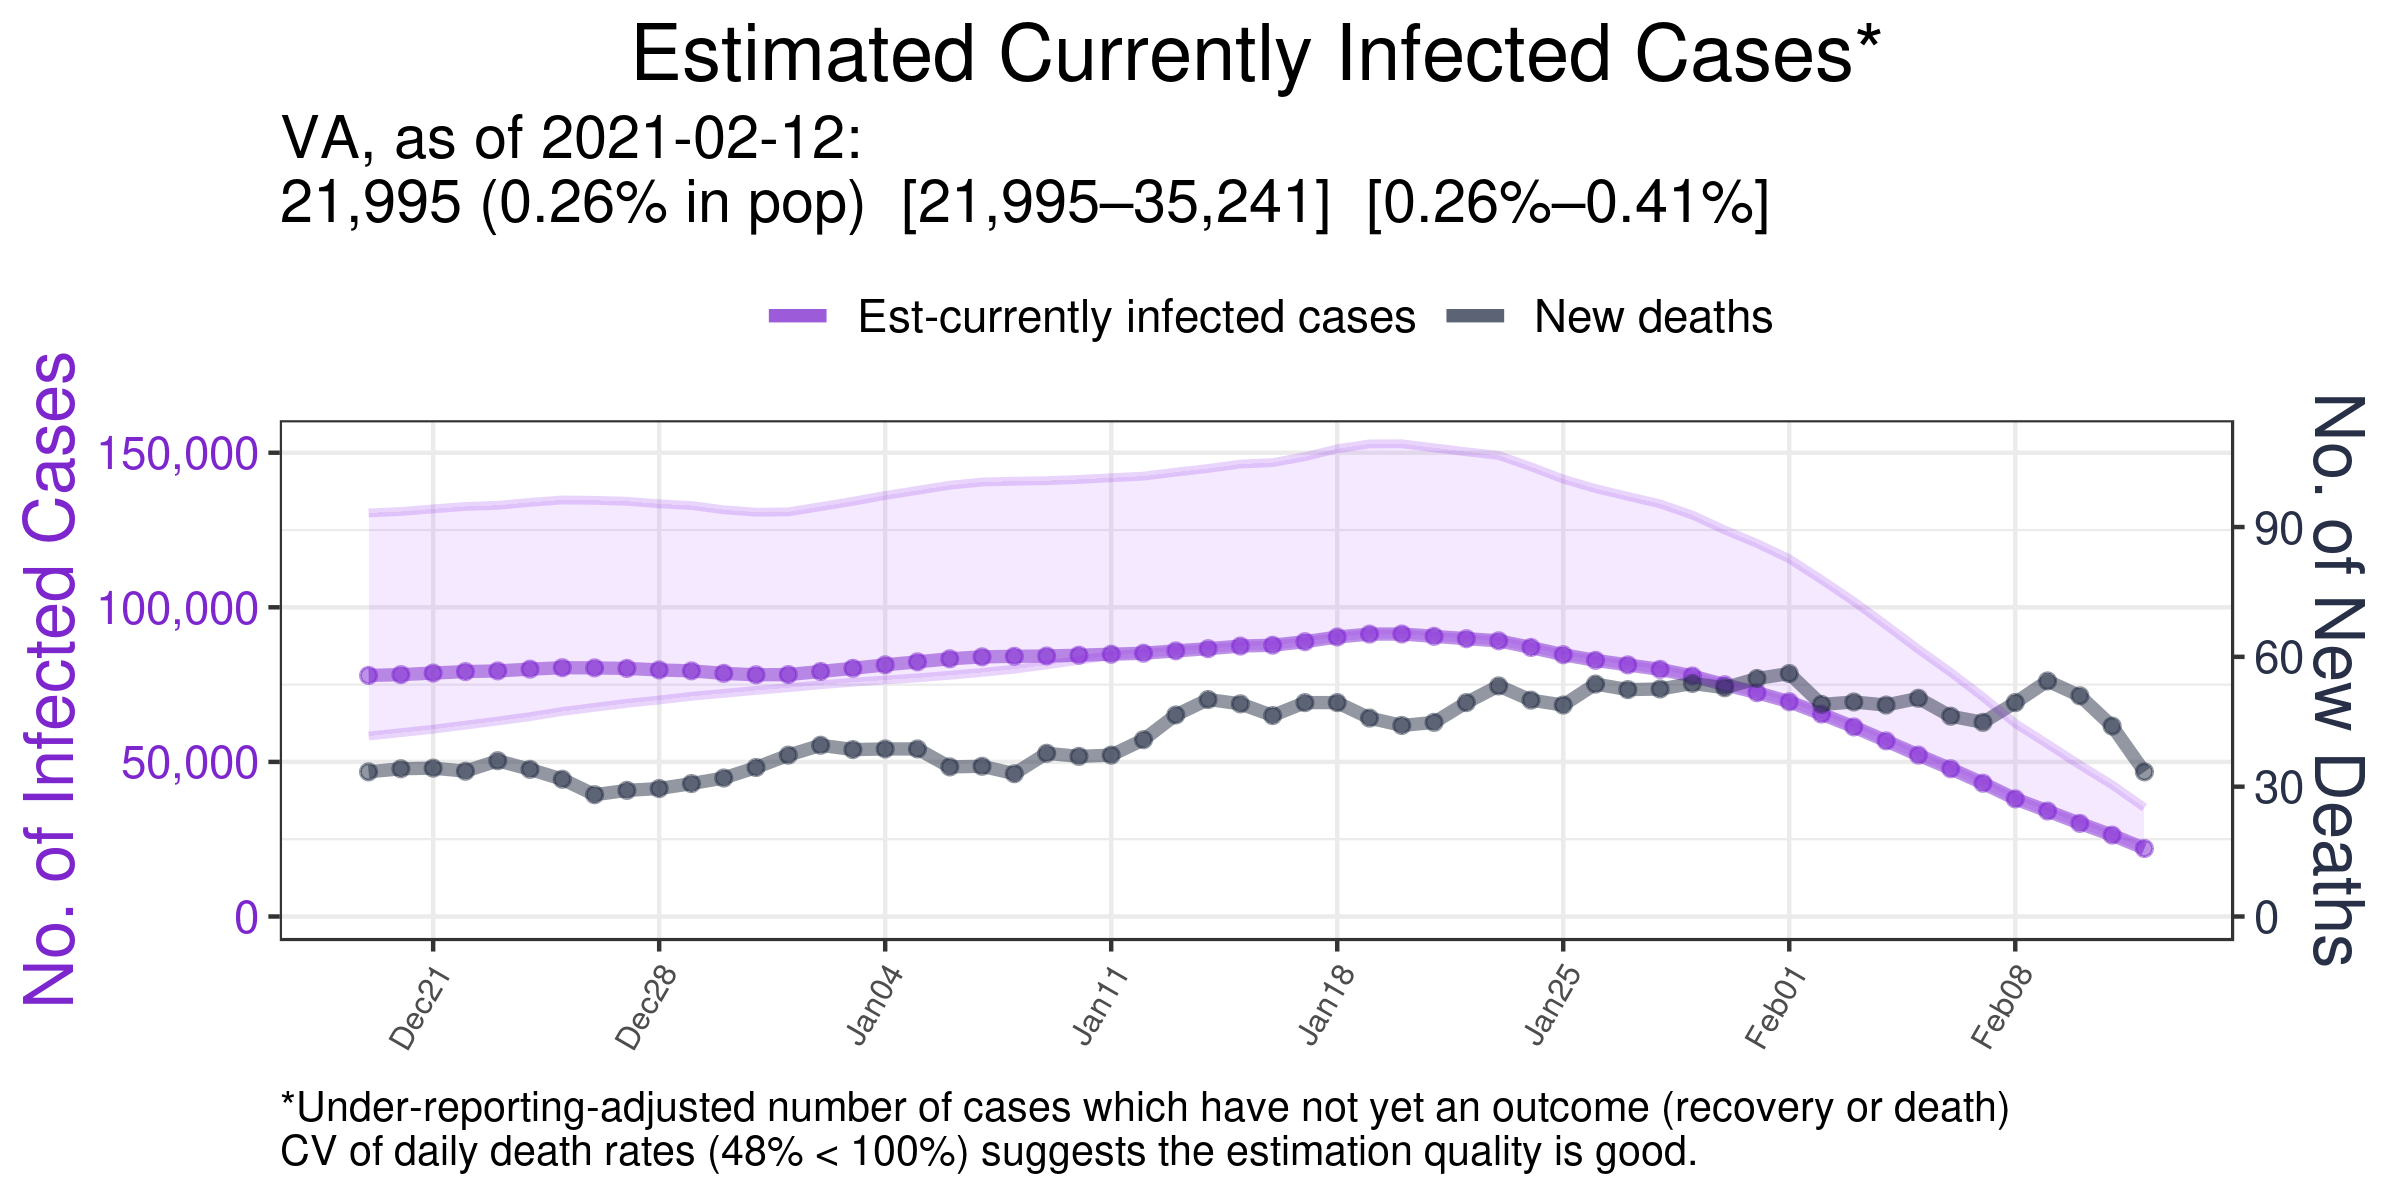 Estimated Currently Infected Cases*
VA, as of 2021-02-12:
21,995 (0.26% in pop)  [21,995–35,241]  [0.26%–0.41%]
Est-currently infected cases
New deaths
No. of Infected Cases
150,000
100,000
50,000
0
No. of New Deaths
90
60
30
0
Dec21
Dec28
Jan04
Jan11
Jan18
Jan25
Feb01
Feb08
*Under-reporting-adjusted number of cases which have not yet an outcome (recovery or death)
CV of daily death rates (48% < 100%) suggests the estimation quality is good.